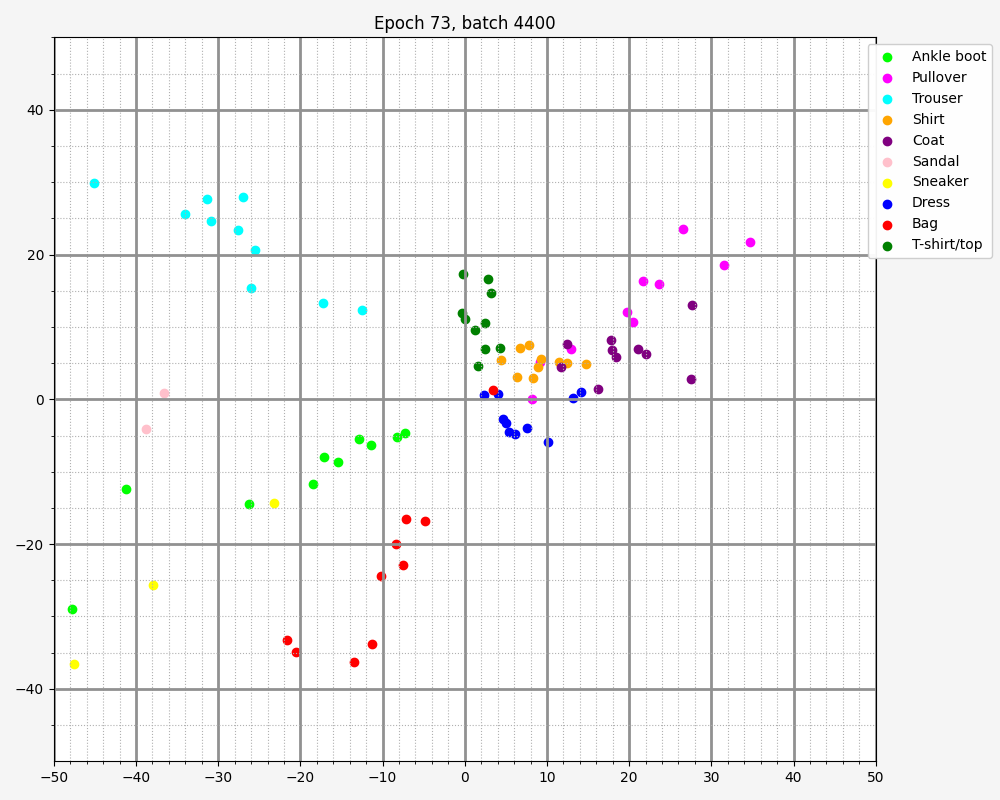 Epoch 73, batch 4400
Ankle boot
Pullover
Trouser
Shirt
Coat
Sandal
Sneaker
Dress
Bag
T-shirt/top
40
20
0
−20
−40
−50 −40 −30 −20 −10 0 10 20 30 40 50